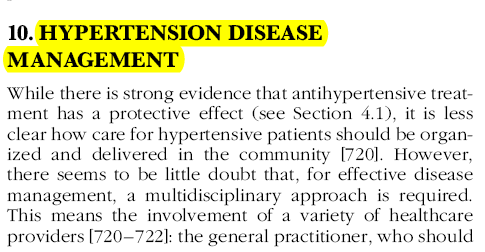 10. HYPERTENSION DISEASE
MANAGEMENT
While there is strong evidence that antihypertensive treat-
ment has a protective effect (see Section 4.1), it is less
clear how care for hypertensive patients should be organ-
ized and delivered in the community [720]. However,
there seems to be little doubt that, for effective disease
management, a multidisciplinary approach is required.
This means the involvement of a variety of healthcare
providers [720–722]: the general practitioner, who should